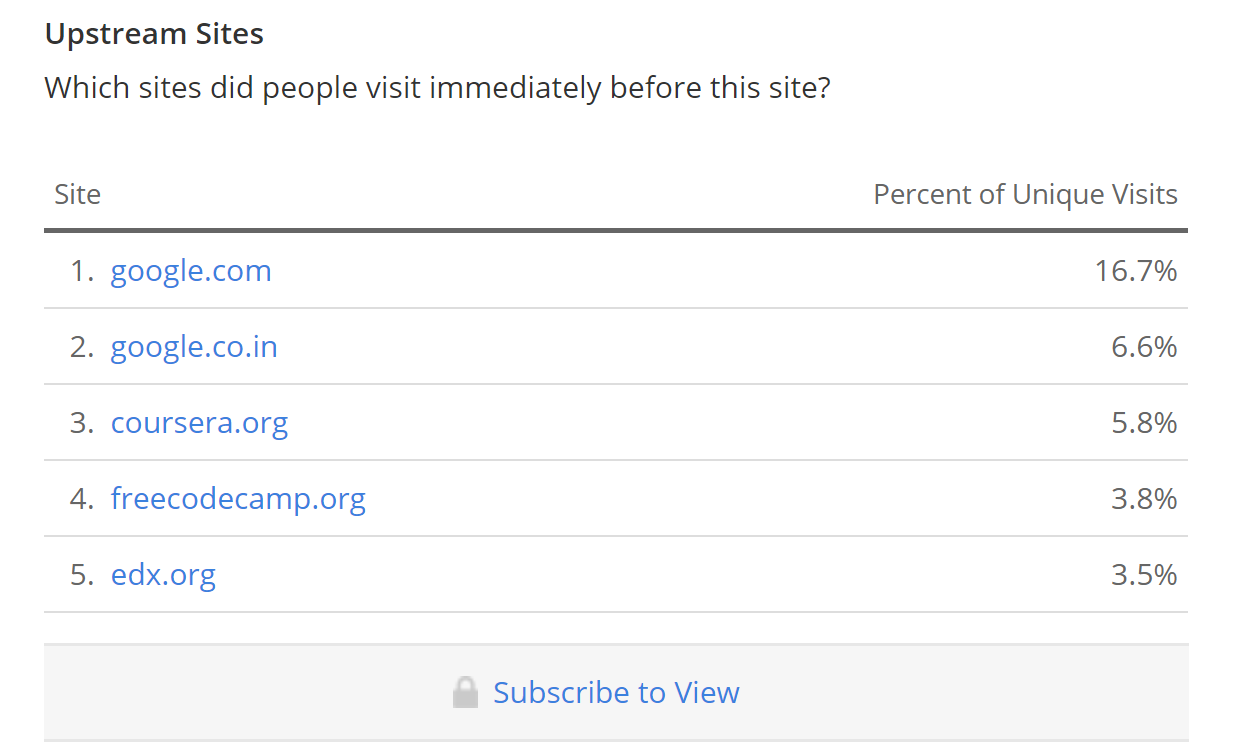 Upstream Sites
Which sites did people visit immediately before this site?
Site Percent of Unique Visits
1. google.com 16.7%
2. google.co.in 6.6%
3. coursera.org 5.8%
4. freecodecamp.org 3.8%
5. edx.org 3.5%
Subscribe to View